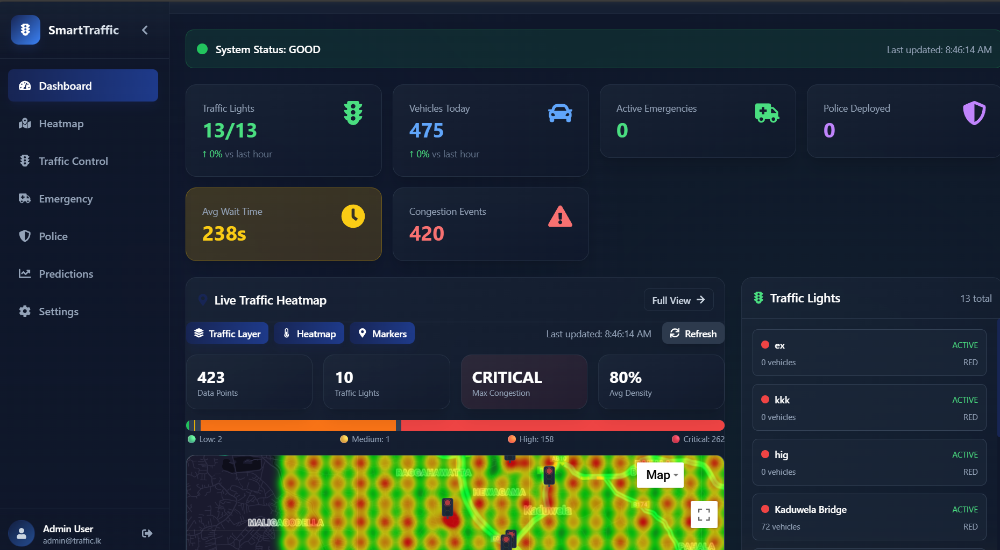 SmartTraffic
Dashboard
Heatmap
Traffic Control
Emergency
Police
Predictions
Settings
Admin User
admin@traffic.lk
System Status: GOOD
Last updated: 8:46:14 AM
Traffic Lights
13/13
↑ 0% vs last hour
Vehicles Today
475
↑ 0% vs last hour
Active Emergencies
0
Police Deployed
0
Avg Wait Time
238s
Congestion Events
420
Live Traffic Heatmap
Full View →
Traffic Layer
Heatmap
Markers
Last updated: 8:46:14 AM
Refresh
423
Data Points
10
Traffic Lights
CRITICAL
Max Congestion
80%
Avg Density
Low: 2
Medium: 1
High: 158
Critical: 262
AB10
RAGGAHAWATTA
Map
HEWAGAMA
Kaduwela
B174
MALIGAGODELLA
PAHALA
Traffic Lights
13 total
ex
ACTIVE
0 vehicles
RED
kkk
ACTIVE
0 vehicles
RED
hig
ACTIVE
0 vehicles
RED
Kaduwela Bridge
ACTIVE
72 vehicles
RED